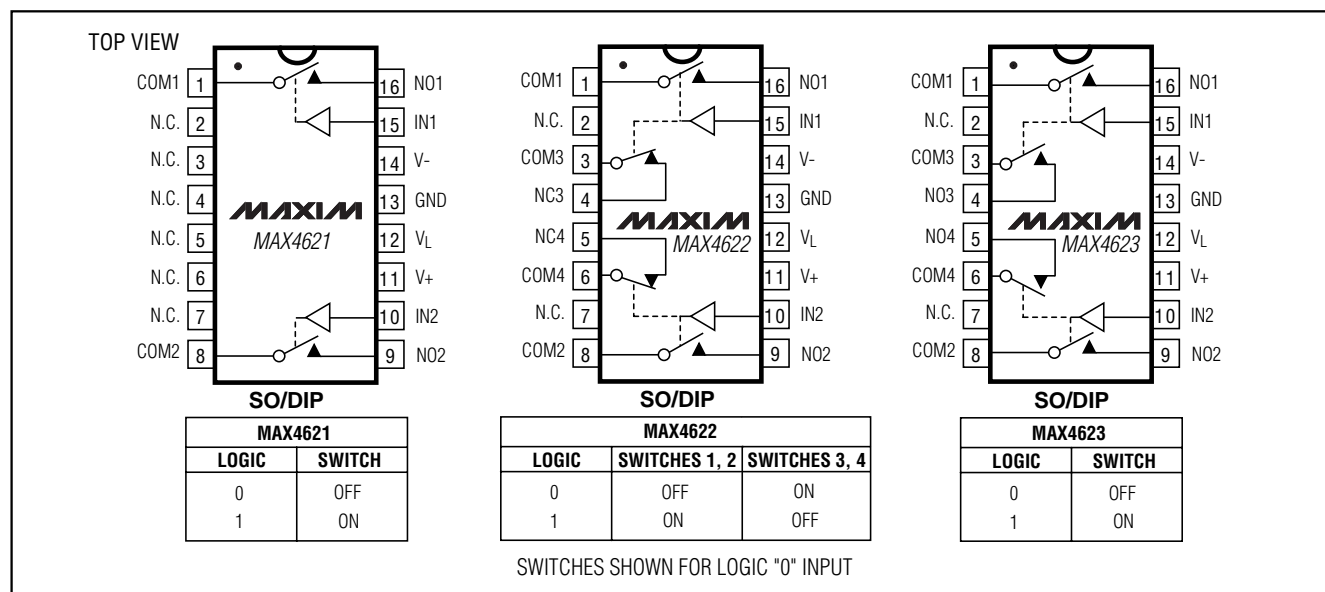 TOP VIEW
COM1 1 16 NO1
N.C. 2 15 IN1
N.C. 3 14 V-
N.C. 4 13 GND
N.C. 5 12 VL
N.C. 6 11 V+
N.C. 7 10 IN2
COM2 8 9 NO2
MAXIM
MAX4621
SO/DIP
MAX4621
LOGIC SWITCH
0 OFF
1 ON
COM1 1 16 NO1
N.C. 2 15 IN1
COM3 3 14 V-
NC3 4 13 GND
NC4 5 12 VL
COM4 6 11 V+
N.C. 7 10 IN2
COM2 8 9 NO2
MAXIM
MAX4622
SO/DIP
MAX4622
LOGIC SWITCHES 1, 2 SWITCHES 3, 4
0 OFF ON
1 ON OFF
COM1 1 16 NO1
N.C. 2 15 IN1
COM3 3 14 V-
NO3 4 13 GND
NO4 5 12 VL
COM4 6 11 V+
N.C. 7 10 IN2
COM2 8 9 NO2
MAXIM
MAX4623
SO/DIP
MAX4623
LOGIC SWITCH
0 OFF
1 ON
SWITCHES SHOWN FOR LOGIC "0" INPUT